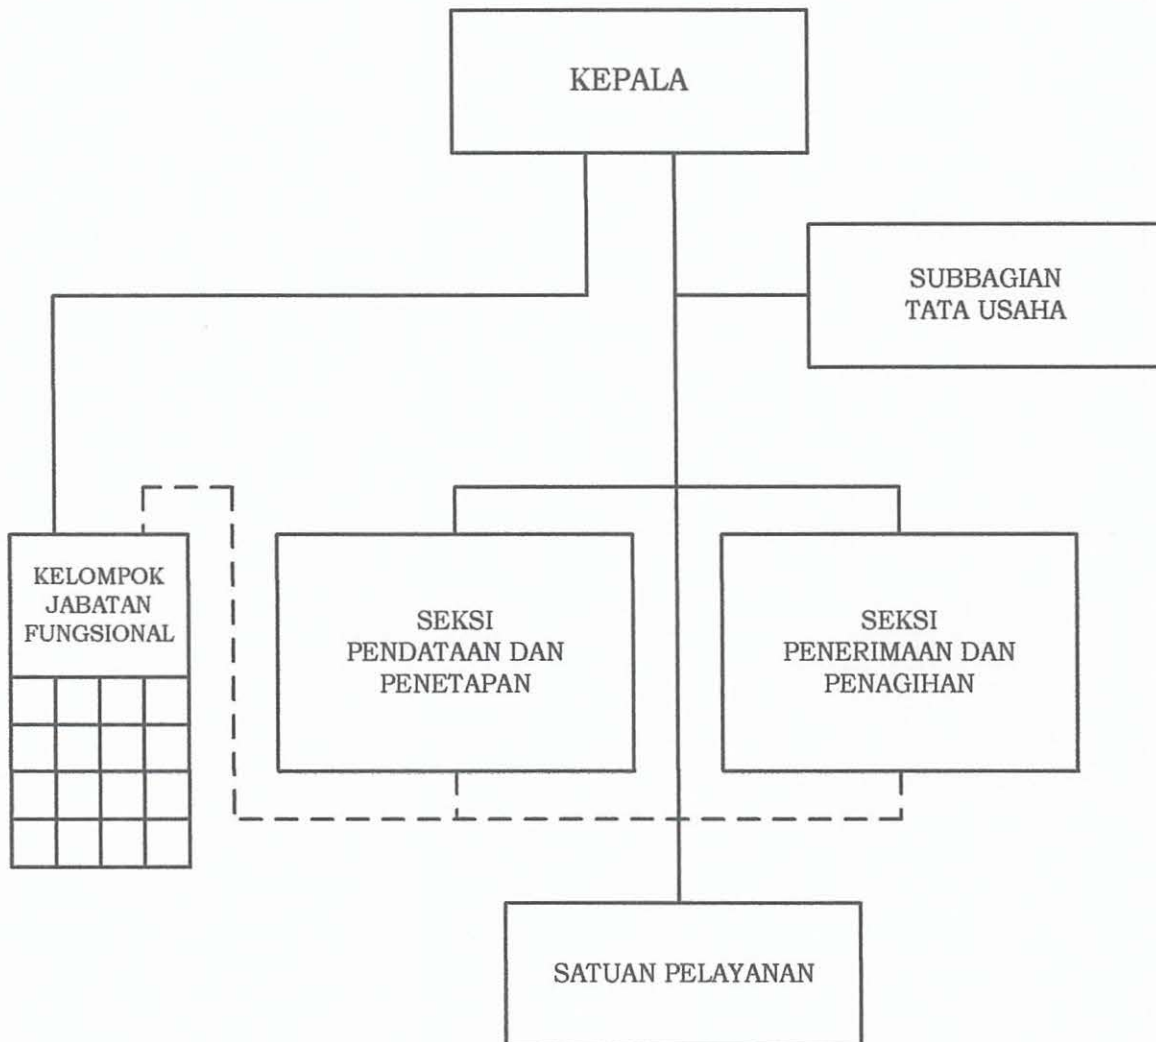 KEPALA
SUBBAGIAN
TATA USAHA
KELOMPOK
JABATAN
FUNGSIONAL
SEKSI
PENDATAAN DAN
PENETAPAN
SEKSI
PENERIMAAN DAN
PENAGIHAN
SATUAN PELAYANAN